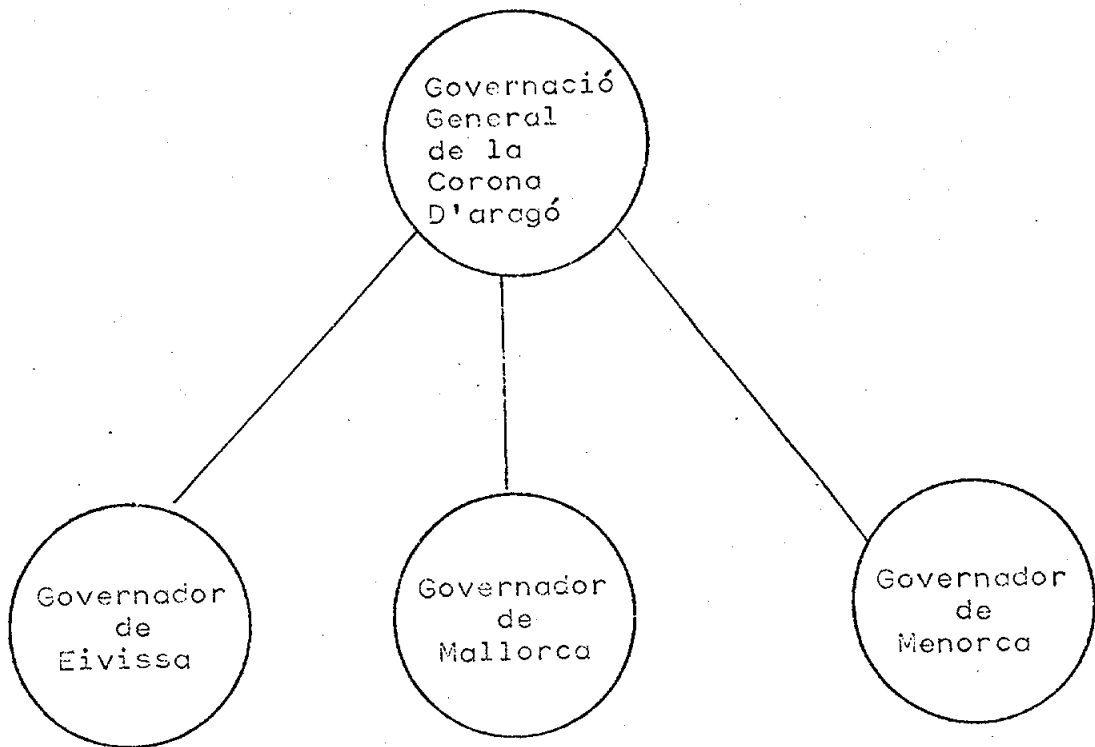 Governació
General
de la
Corona
D'aragó
Governador
de
Eivissa
Governador
de
Mallorca
Governador
de
Menorca